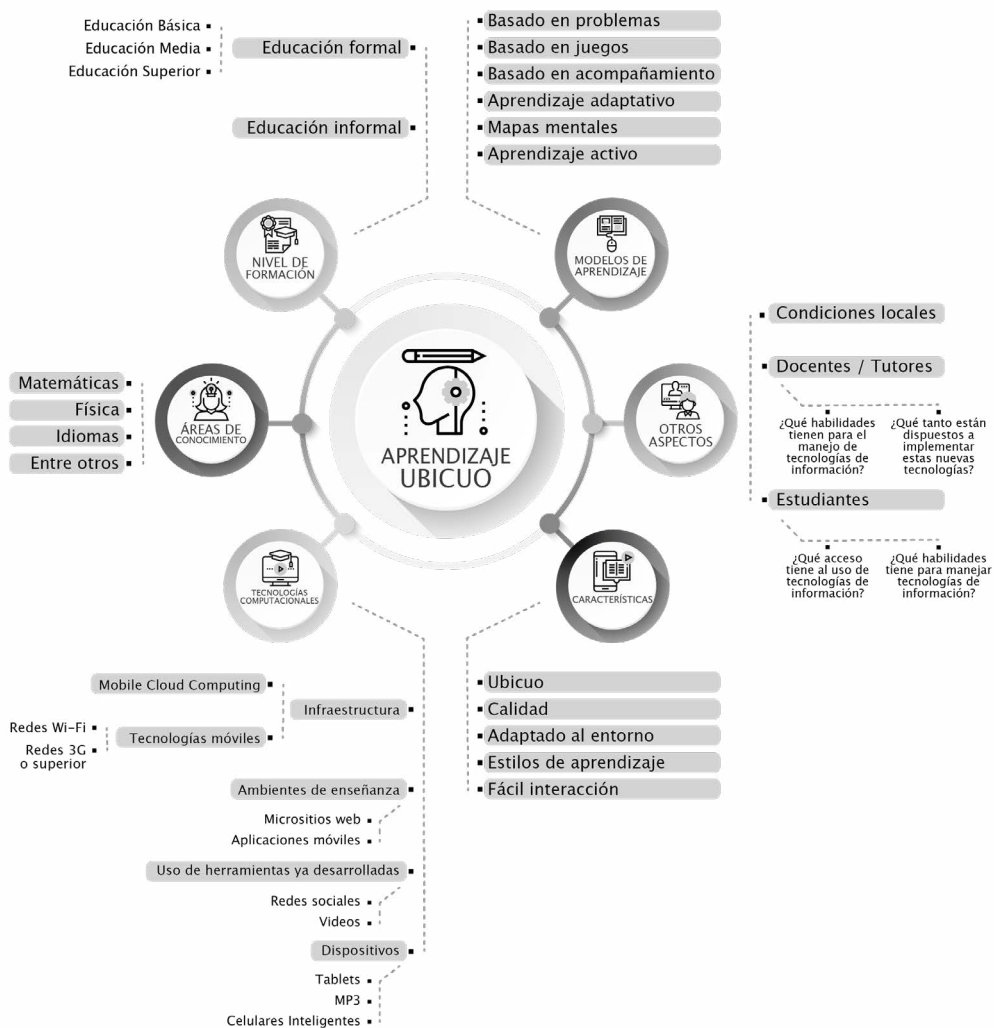 Educación Básica
Educación Media
Educación Superior
Educación formal
Educación informal
Basado en problemas
Basado en juegos
Basado en acompañamiento
Aprendizaje adaptativo
Mapas mentales
Aprendizaje activo
NIVEL DE
FORMACIÓN
MODELOS DE
APRENDIZAJE
Matemáticas
Física
Idiomas
Entre otros
ÁREAS DE
CONOCIMIENTO
APRENDIZAJE
UBICUO
OTROS
ASPECTOS
Condiciones locales
Docentes / Tutores
¿Qué habilidades
tienen para el
manejo de
tecnologías de
información?
¿Qué tanto están
dispuestos a
implementar
estas nuevas
tecnologías?
Estudiantes
¿Qué acceso
tiene al uso de
tecnologías de
información?
¿Qué habilidades
tiene para manejar
tecnologías de
información?
TECNOLOGÍAS
COMPUTACIONALES
CARACTERÍSTICAS
Mobile Cloud Computing
Infraestructura
Redes Wi-Fi
Tecnologías móviles
Redes 3G
o superior
Ambientes de enseñanza
Micrositios web
Aplicaciones móviles
Uso de herramientas ya desarrolladas
Redes sociales
Videos
Dispositivos
Tablets
MP3
Celulares Inteligentes
Ubicuo
Calidad
Adaptado al entorno
Estilos de aprendizaje
Fácil interacción